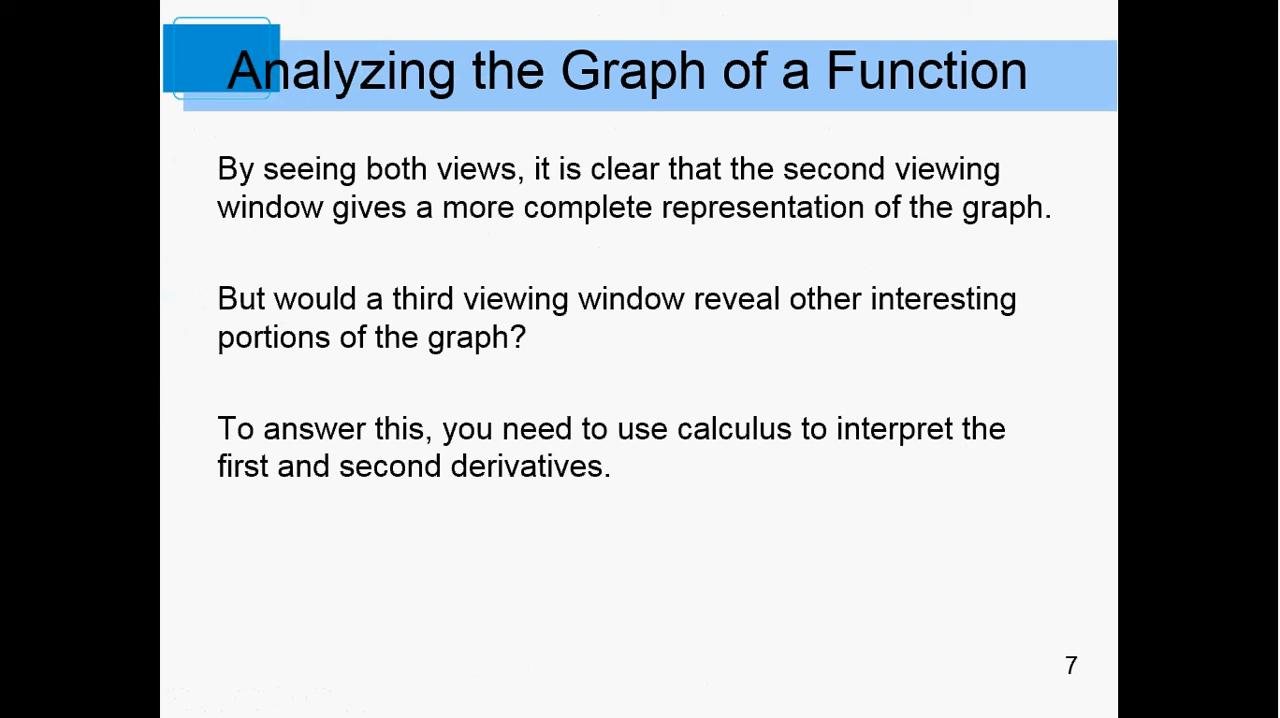 Analyzing the Graph of a Function
By seeing both views, it is clear that the second viewing
window gives a more complete representation of the graph.
But would a third viewing window reveal other interesting
portions of the graph?
To answer this, you need to use calculus to interpret the
first and second derivatives.
7